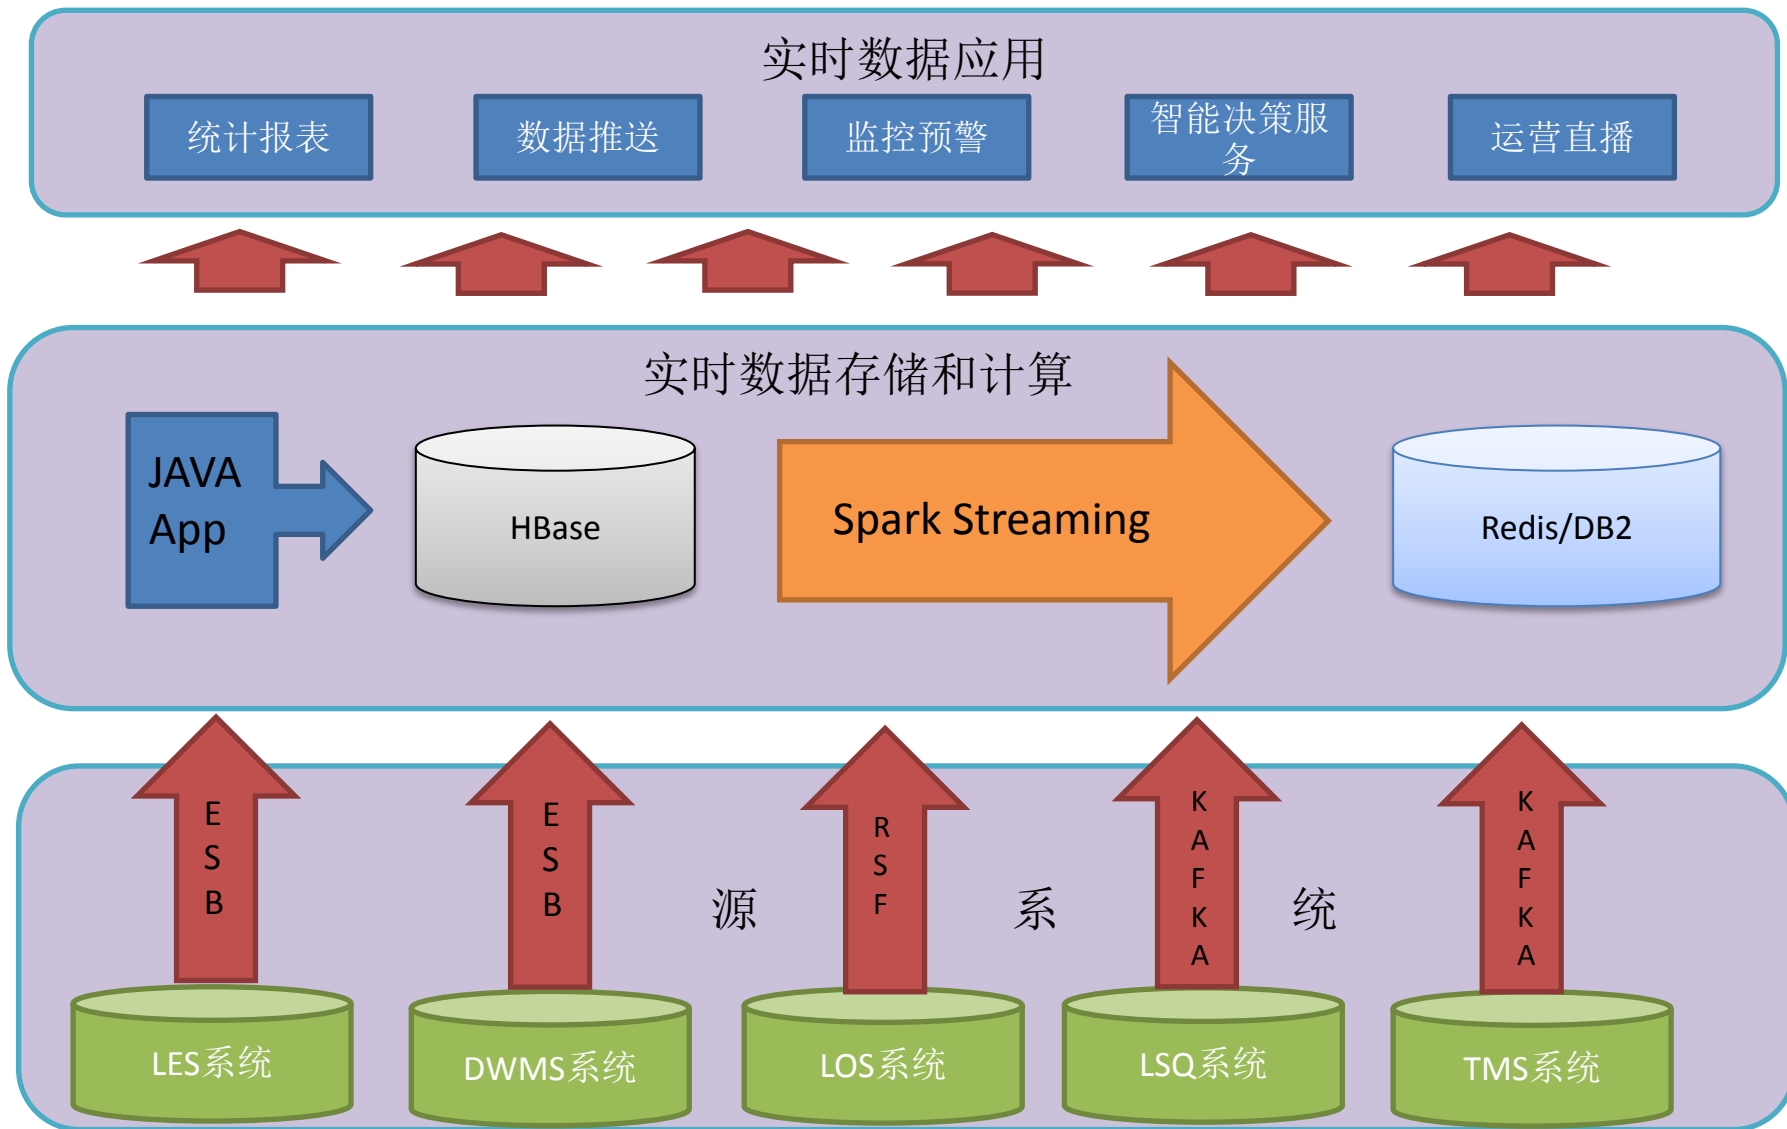 实时数据应用
统计报表
数据推送
监控预警
智能决策服
务
运营直播
实时数据存储和计算
JAVA
App
HBase
Spark Streaming
Redis/DB2
E
S
B
E
S
B
R
S
F
K
A
F
K
A
K
A
F
K
A
源 系 统
LES系统
DWMS系统
LOS系统
LSQ系统
TMS系统